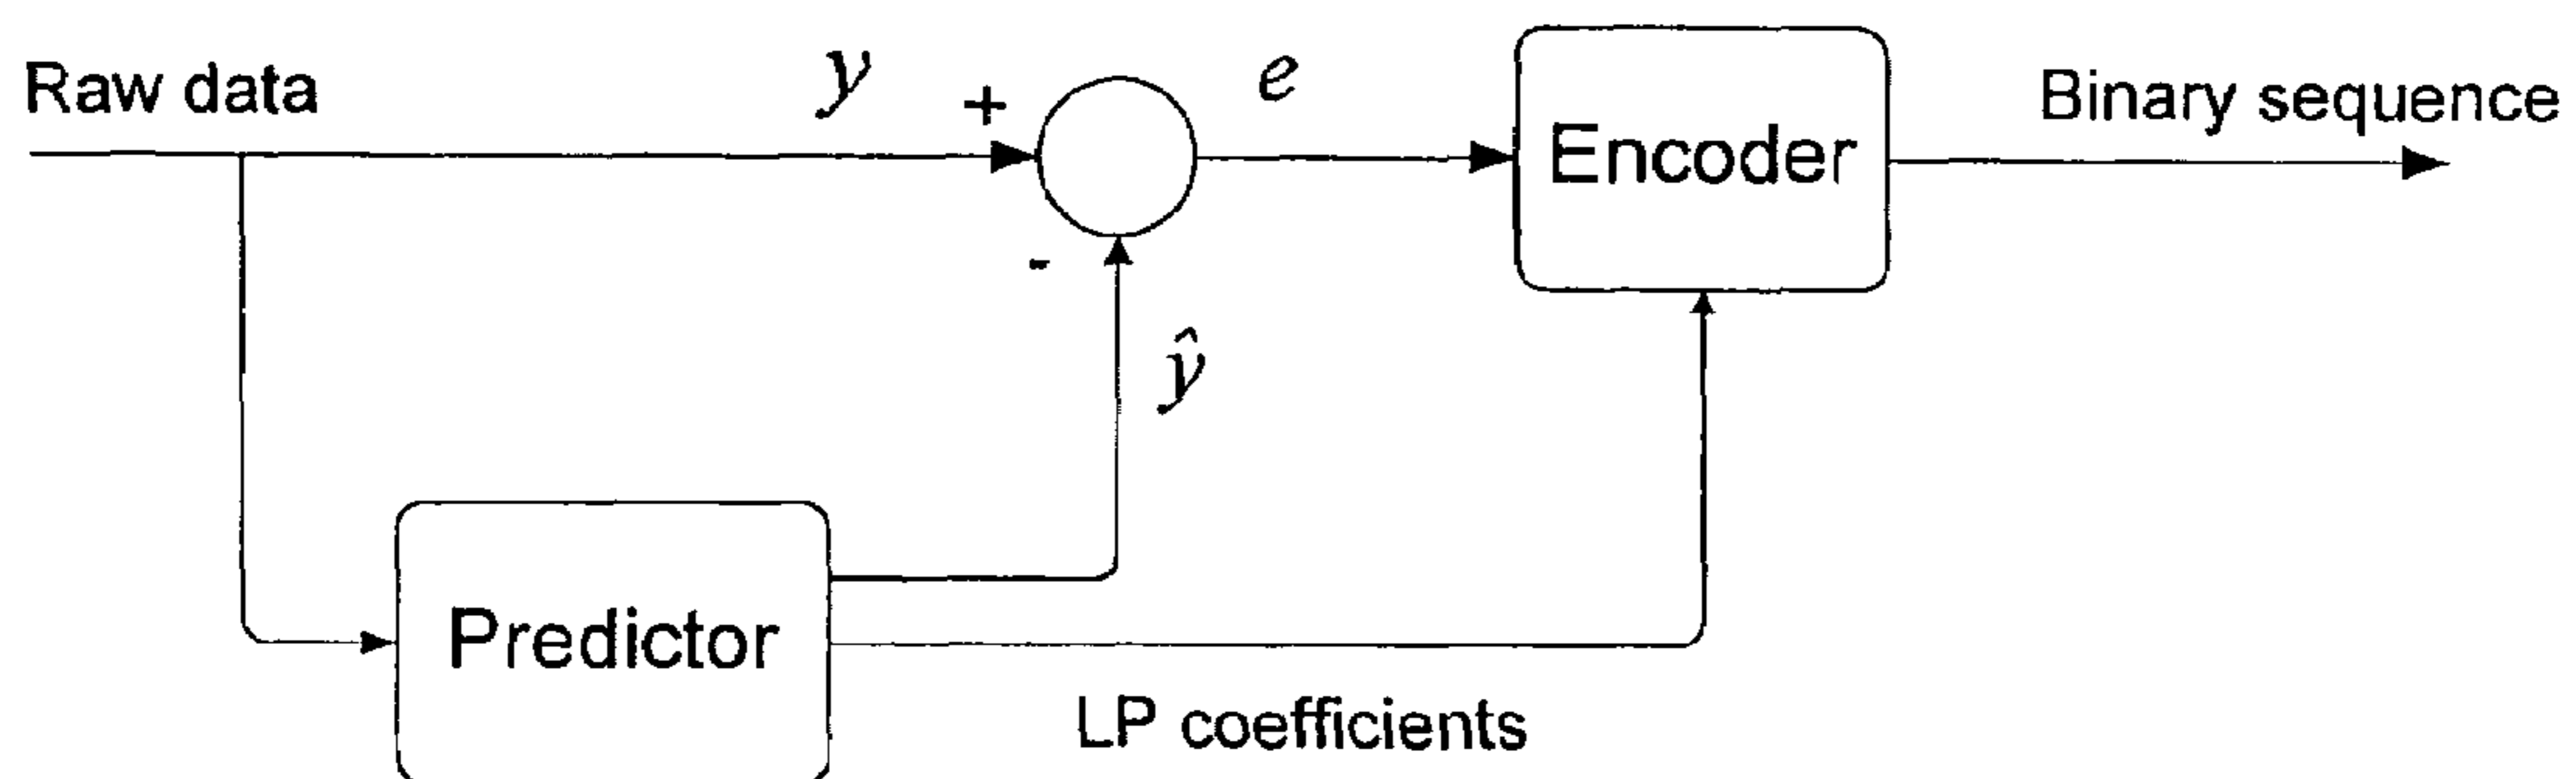 Raw data
y
+
e
Encoder
Binary sequence
-
ŷ
Predictor
LP coefficients